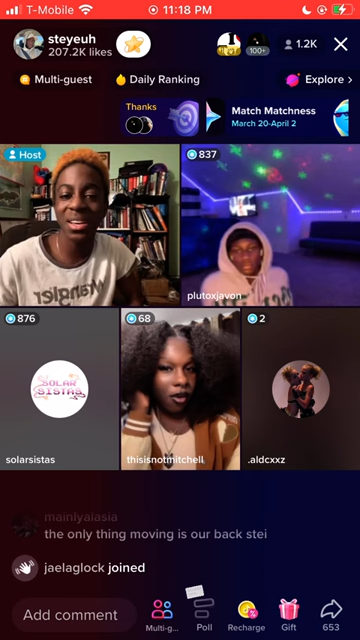 T-Mobile
11:18 PM
steyeuh
207.2K likes
100+
1.2K
Multi-guest
Daily Ranking
Explore >
Thanks
Match Matchness
March 20-April 2
Host
837
plutoxjavon
876
SOLAR
SISTAS
solarsistas
68
thisisnotmitchell
2
.aldcxxz
mainlyalasia
the only thing moving is our back stei
jaelaglock joined
Add comment
Multi-g...
Poll
Recharge
Gift
653